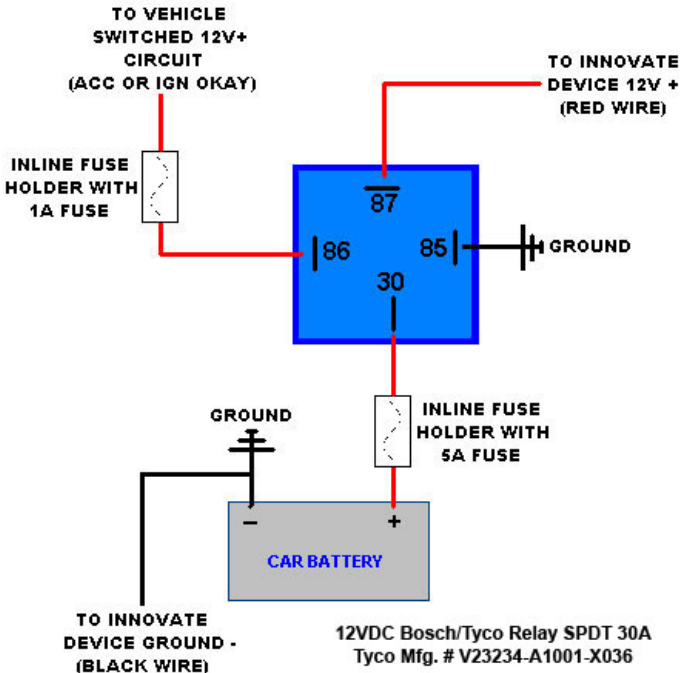 TO VEHICLE
SWITCHED 12V+
CIRCUIT
(ACC OR IGN OKAY)
TO INNOVATE
DEVICE 12V +
(RED WIRE)
INLINE FUSE
HOLDER WITH
1A FUSE
87
86
85
GROUND
30
INLINE FUSE
HOLDER WITH
5A FUSE
GROUND
− +
CAR BATTERY
TO INNOVATE
DEVICE GROUND -
(BLACK WIRE)
12VDC Bosch/Tyco Relay SPDT 30A
Tyco Mfg. # V23234-A1001-X036